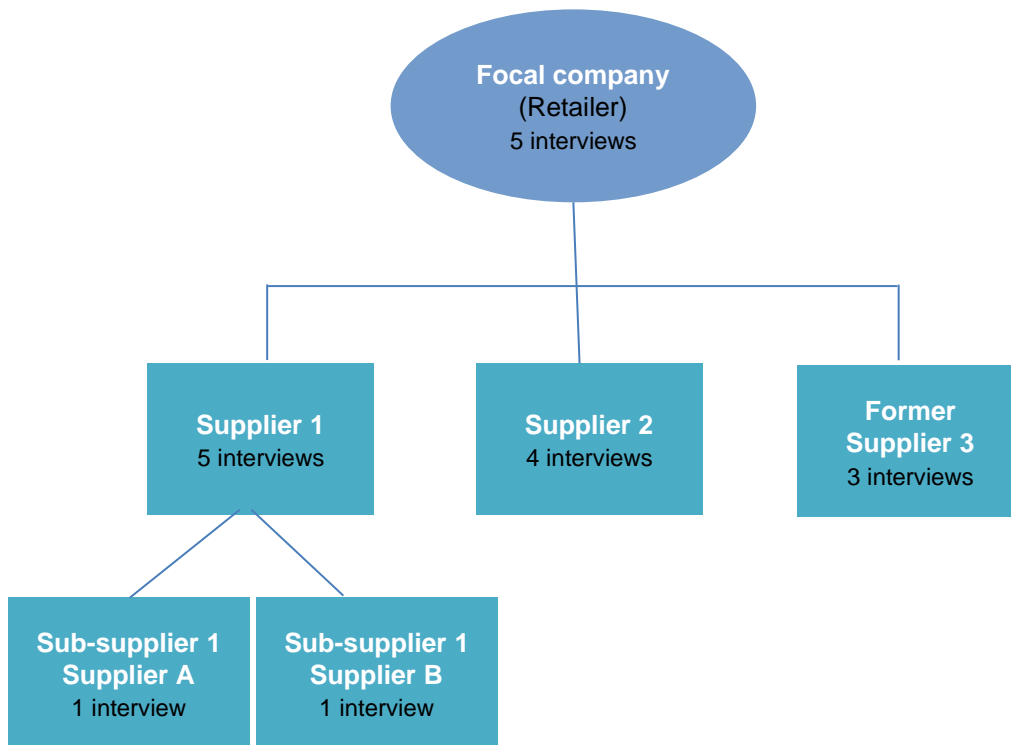 Focal company
(Retailer)
5 interviews
Supplier 1
5 interviews
Supplier 2
4 interviews
Former
Supplier 3
3 interviews
Sub-supplier 1
Supplier A
1 interview
Sub-supplier 1
Supplier B
1 interview